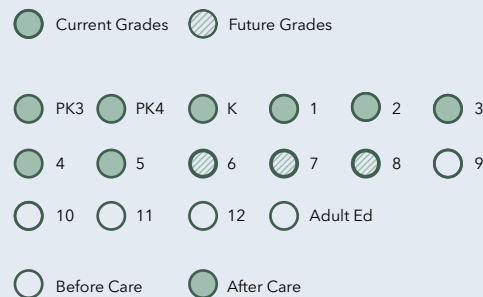 Current Grades Future Grades
PK3 PK4 K 1 2 3
4 5 6 7 8 9
10 11 12 Adult Ed
Before Care After Care